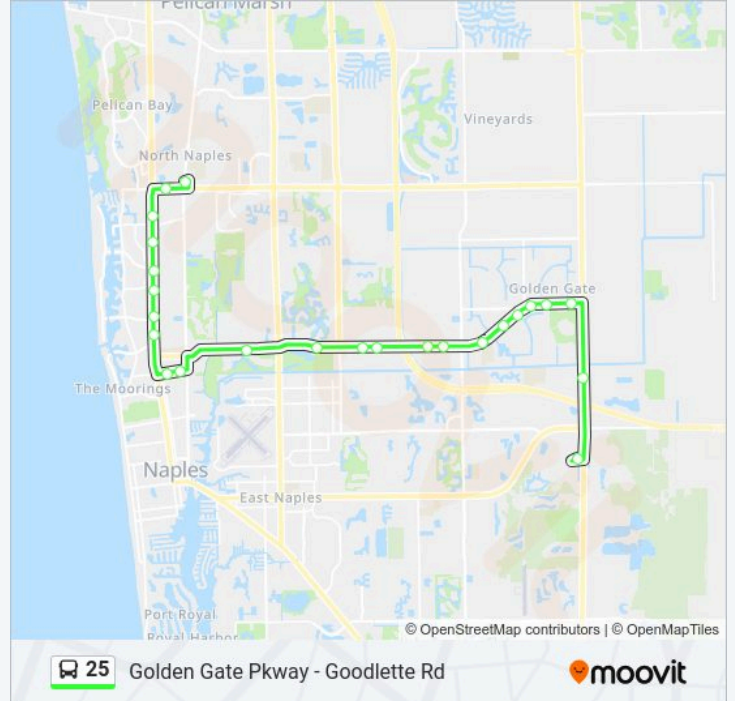 Pelican Marsh
Pelican Bay
Vineyards
North Naples
Golden Gate
The Moorings
Naples
East Naples
Port Royal
Royal Harbor
© OpenStreetMap contributors | © OpenMapTiles
25 Golden Gate Pkway - Goodlette Rd
moovit